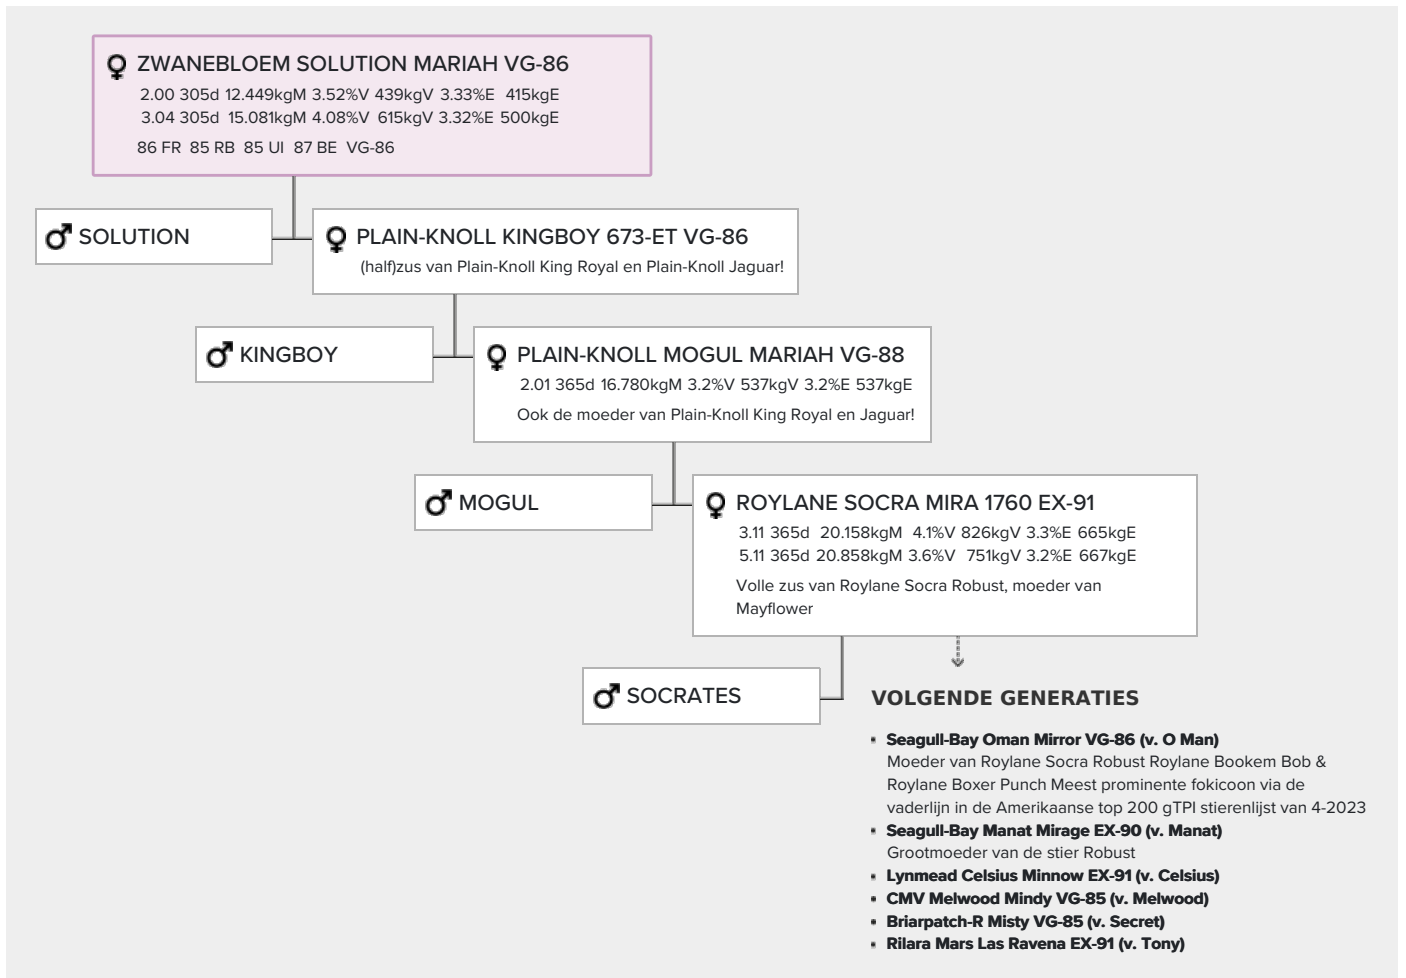 ZWANEBLOEM SOLUTION MARIAH VG-86
2.00 305d 12.449kgM 3.52%V 439kgV 3.33%E 415kgE
3.04 305d 15.081kgM 4.08%V 615kgV 3.32%E 500kgE
86 FR 85 RB 85 UI 87 BE VG-86
SOLUTION
PLAIN-KNOLL KINGBOY 673-ET VG-86
(half)zus van Plain-Knoll King Royal en Plain-Knoll Jaguar!
KINGBOY
PLAIN-KNOLL MOGUL MARIAH VG-88
2.01 365d 16.780kgM 3.2%V 537kgV 3.2%E 537kgE
Ook de moeder van Plain-Knoll King Royal en Jaguar!
MOGUL
ROYLANE SOCRA MIRA 1760 EX-91
3.11 365d 20.158kgM 4.1%V 826kgV 3.3%E 665kgE
5.11 365d 20.858kgM 3.6%V 751kgV 3.2%E 667kgE
Volle zus van Roylane Socra Robust, moeder van
Mayflower
SOCRATES
VOLGENDE GENERATIES
Seagull-Bay Oman Mirror VG-86 (v. O Man)
Moeder van Roylane Socra Robust Roylane Bookem Bob &
Roylane Boxer Punch Meest prominente fokicoon via de
vaderlijn in de Amerikaanse top 200 gTPI stierenlijst van 4-2023
Seagull-Bay Manat Mirage EX-90 (v. Manat)
Grootmoeder van de stier Robust
Lynmead Celsius Minnow EX-91 (v. Celsius)
CMV Melwood Mindy VG-85 (v. Melwood)
Briarpatch-R Misty VG-85 (v. Secret)
Rilara Mars Las Ravena EX-91 (v. Tony)